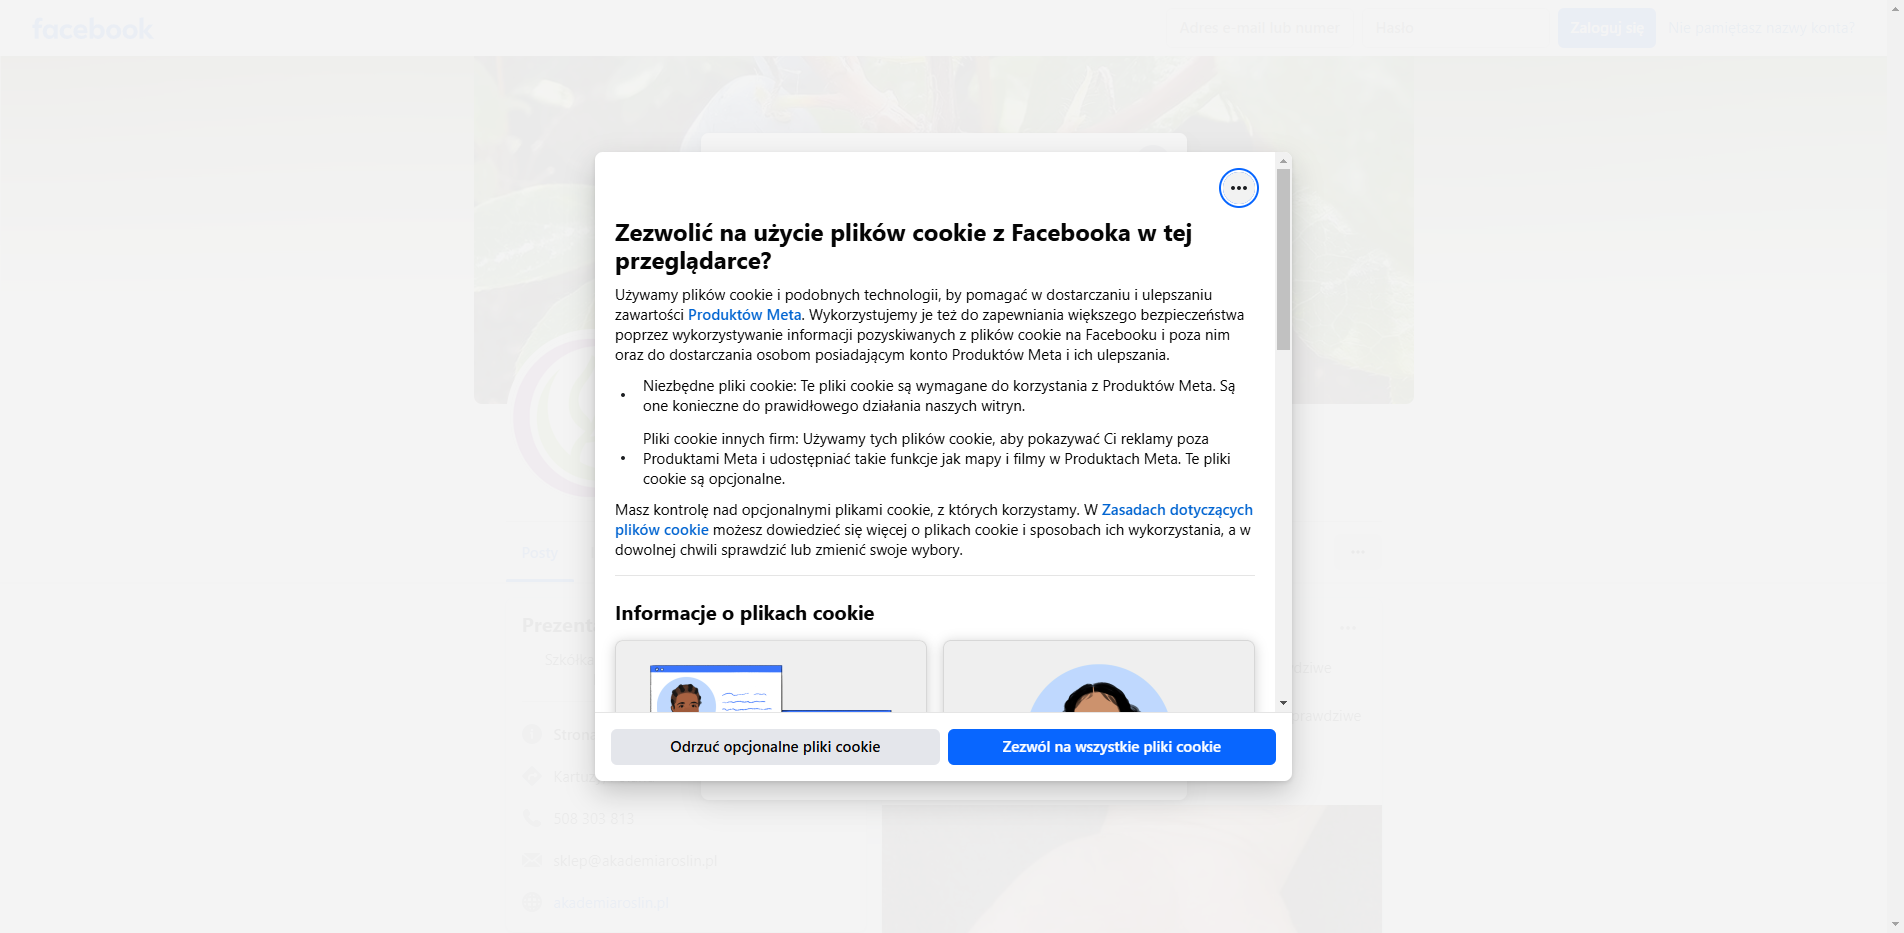 facebook
Adres e-mail lub numer
Hasło
Zaloguj się
Nie pamiętasz nazwy konta?
Zezwolić na użycie plików cookie z Facebooka w tej
przeglądarce?
Używamy plików cookie i podobnych technologii, by pomagać w dostarczaniu i ulepszaniu
zawartości Produktów Meta. Wykorzystujemy je też do zapewniania większego bezpieczeństwa
poprzez wykorzystywanie informacji pozyskiwanych z plików cookie na Facebooku i poza nim
oraz do dostarczania osobom posiadającym konto Produktów Meta i ich ulepszania.
• Niezbędne pliki cookie: Te pliki cookie są wymagane do korzystania z Produktów Meta. Są
one konieczne do prawidłowego działania naszych witryn.
• Pliki cookie innych firm: Używamy tych plików cookie, aby pokazywać Ci reklamy poza
Produktami Meta i udostępniać takie funkcje jak mapy i filmy w Produktach Meta. Te pliki
cookie są opcjonalne.
Masz kontrolę nad opcjonalnymi plikami cookie, z których korzystamy. W Zasadach dotyczących
plików cookie możesz dowiedzieć się więcej o plikach cookie i sposobach ich wykorzystania, a w
dowolnej chwili sprawdzić lub zmienić swoje wybory.
Informacje o plikach cookie
Odrzuć opcjonalne pliki cookie
Zezwól na wszystkie pliki cookie
Posty
Prezent
Szkółka
Strona
508 303 813
sklep@akademiaroslin.pl
akademiaroslin.pl